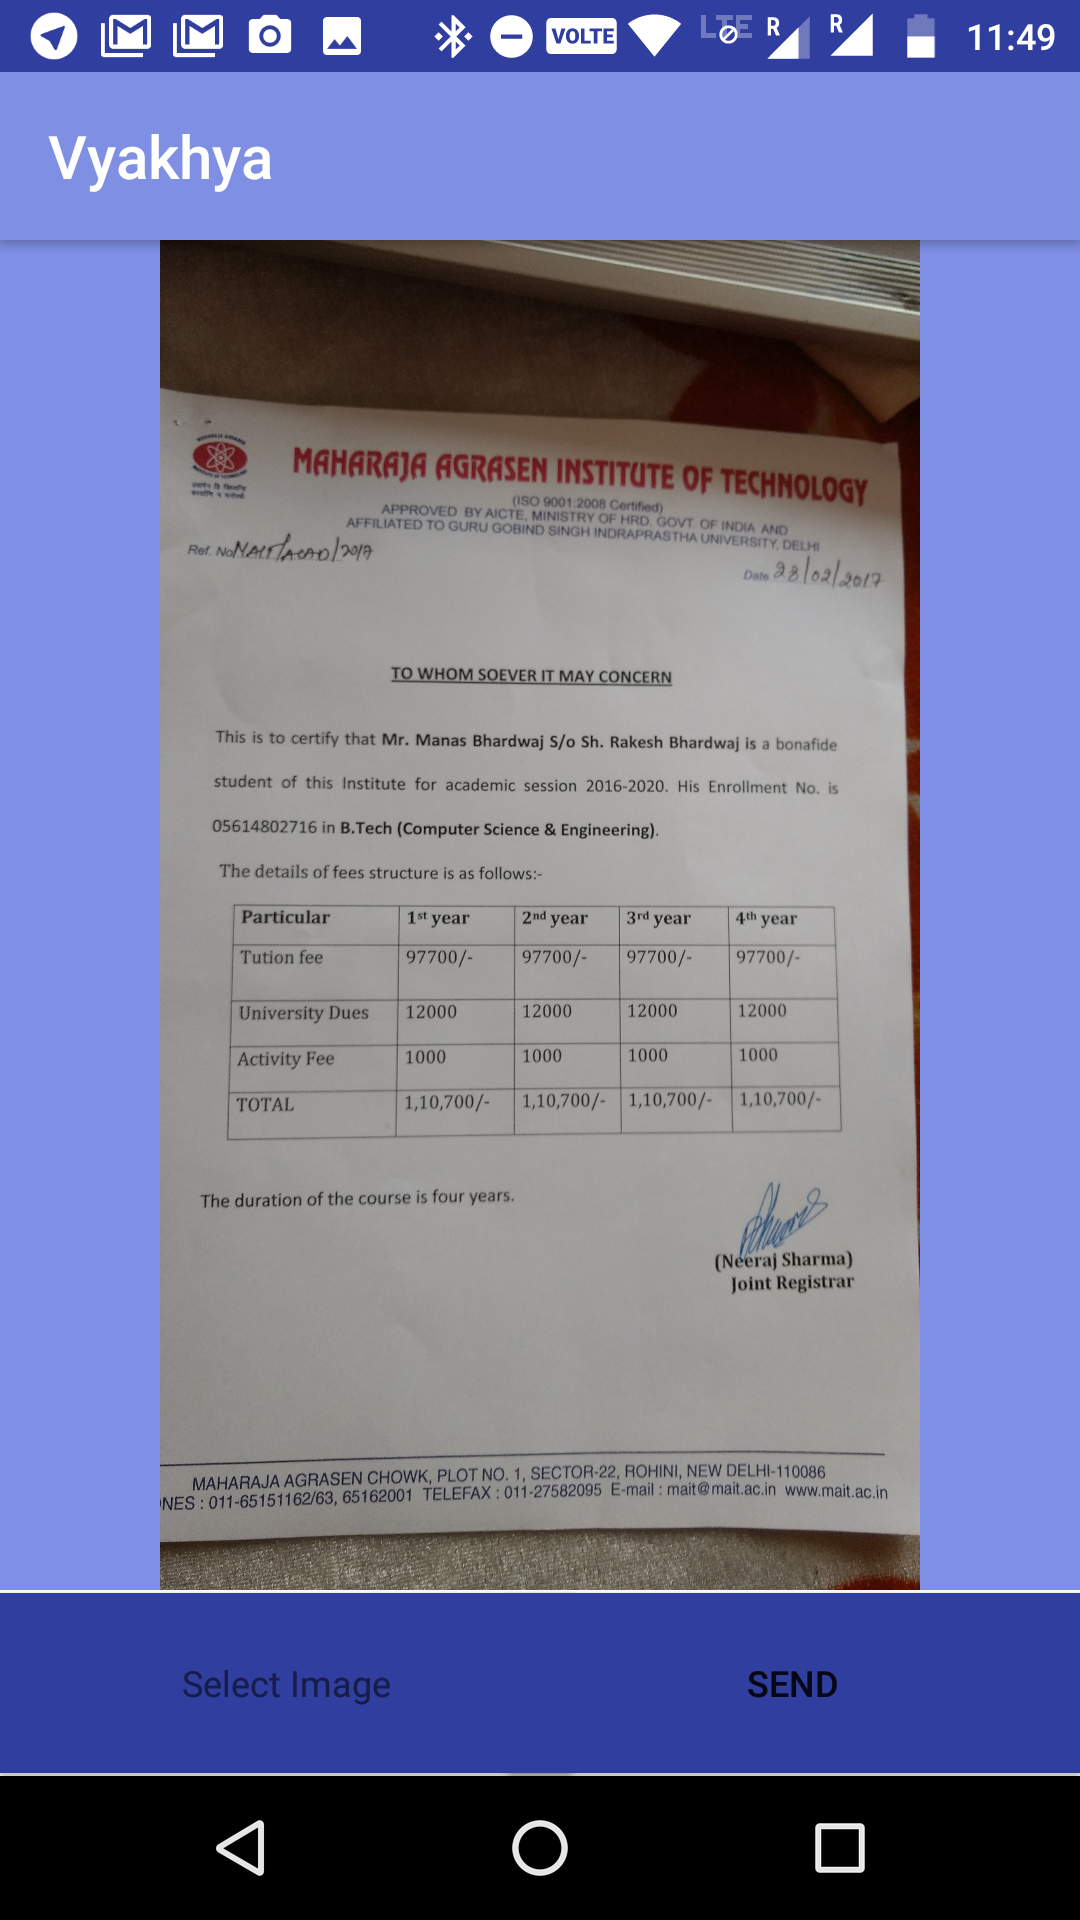 VOLTE LTE R R 11:49
Vyakhya
MAHARAJA AGRASEN INSTITUTE OF TECHNOLOGY
(ISO 9001:2008 Certified)
APPROVED BY AICTE, MINISTRY OF HRD. GOVT. OF INDIA AND
AFFILIATED TO GURU GOBIND SINGH INDRAPRASTHA UNIVERSITY, DELHI
Ref. No. MAIT/ACAD/2017
Date 28/02/2017
TO WHOM SOEVER IT MAY CONCERN
This is to certify that Mr. Manas Bhardwaj S/o Sh. Rakesh Bhardwaj is a bonafide
student of this Institute for academic session 2016-2020. His Enrollment No. is
05614802716 in B.Tech (Computer Science & Engineering).
The details of fees structure is as follows:-
Particular 1st year 2nd year 3rd year 4th year
Tution fee 97700/- 97700/- 97700/- 97700/-
University Dues 12000 12000 12000 12000
Activity Fee 1000 1000 1000 1000
TOTAL 1,10,700/- 1,10,700/- 1,10,700/- 1,10,700/-
The duration of the course is four years.
(Neeraj Sharma)
Joint Registrar
MAHARAJA AGRASEN CHOWK, PLOT NO. 1, SECTOR-22, ROHINI, NEW DELHI-110086
NES : 011-65151162/63, 65162001 TELEFAX : 011-27582095 E-mail : mait@mait.ac.in www.mait.ac.in
Select Image
SEND